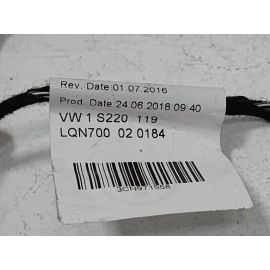 Rev. Date:01.07.2016
Prod. Date:24.06.2018 09:40
VW 1 S220 119
LQN700 02 0184
3CN971558